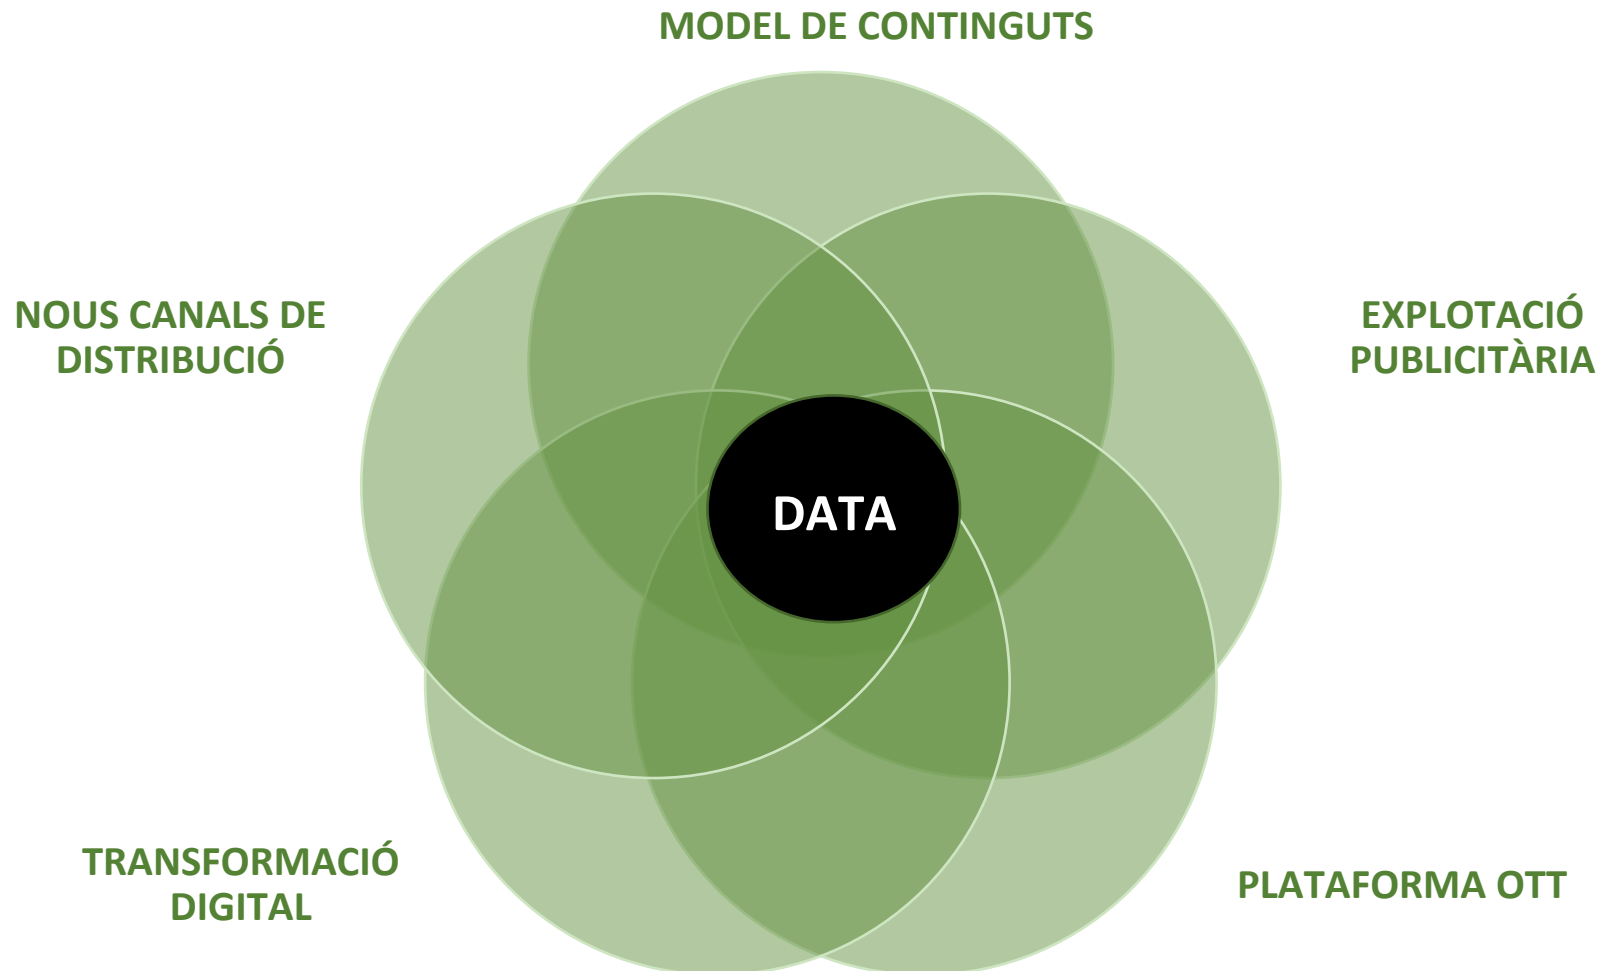 MODEL DE CONTINGUTS
NOUS CANALS DE
DISTRIBUCIÓ
EXPLOTACIÓ
PUBLICITÀRIA
DATA
TRANSFORMACIÓ
DIGITAL
PLATAFORMA OTT